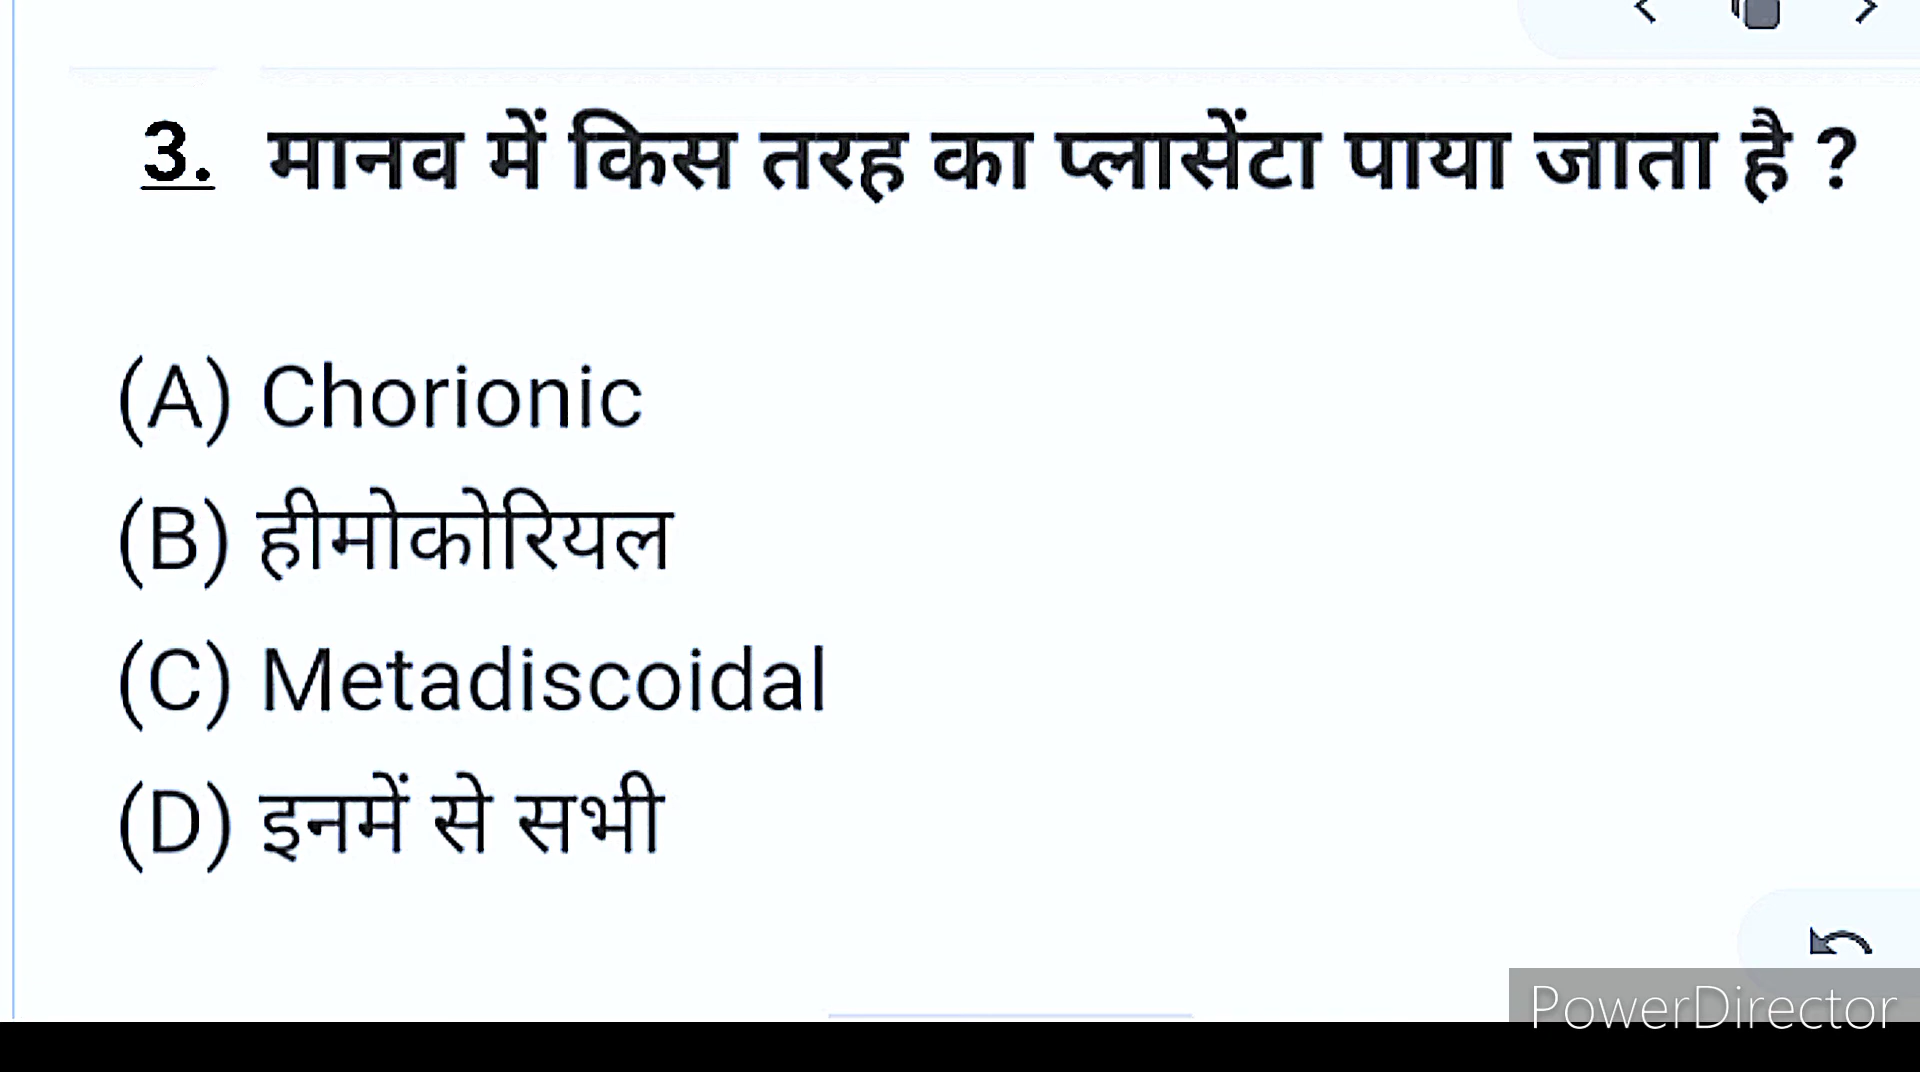 3. मानव में किस तरह का प्लासेंटा पाया जाता है ?
(A) Chorionic
(B) हीमोकोरियल
(C) Metadiscoidal
(D) इनमें से सभी
PowerDirector